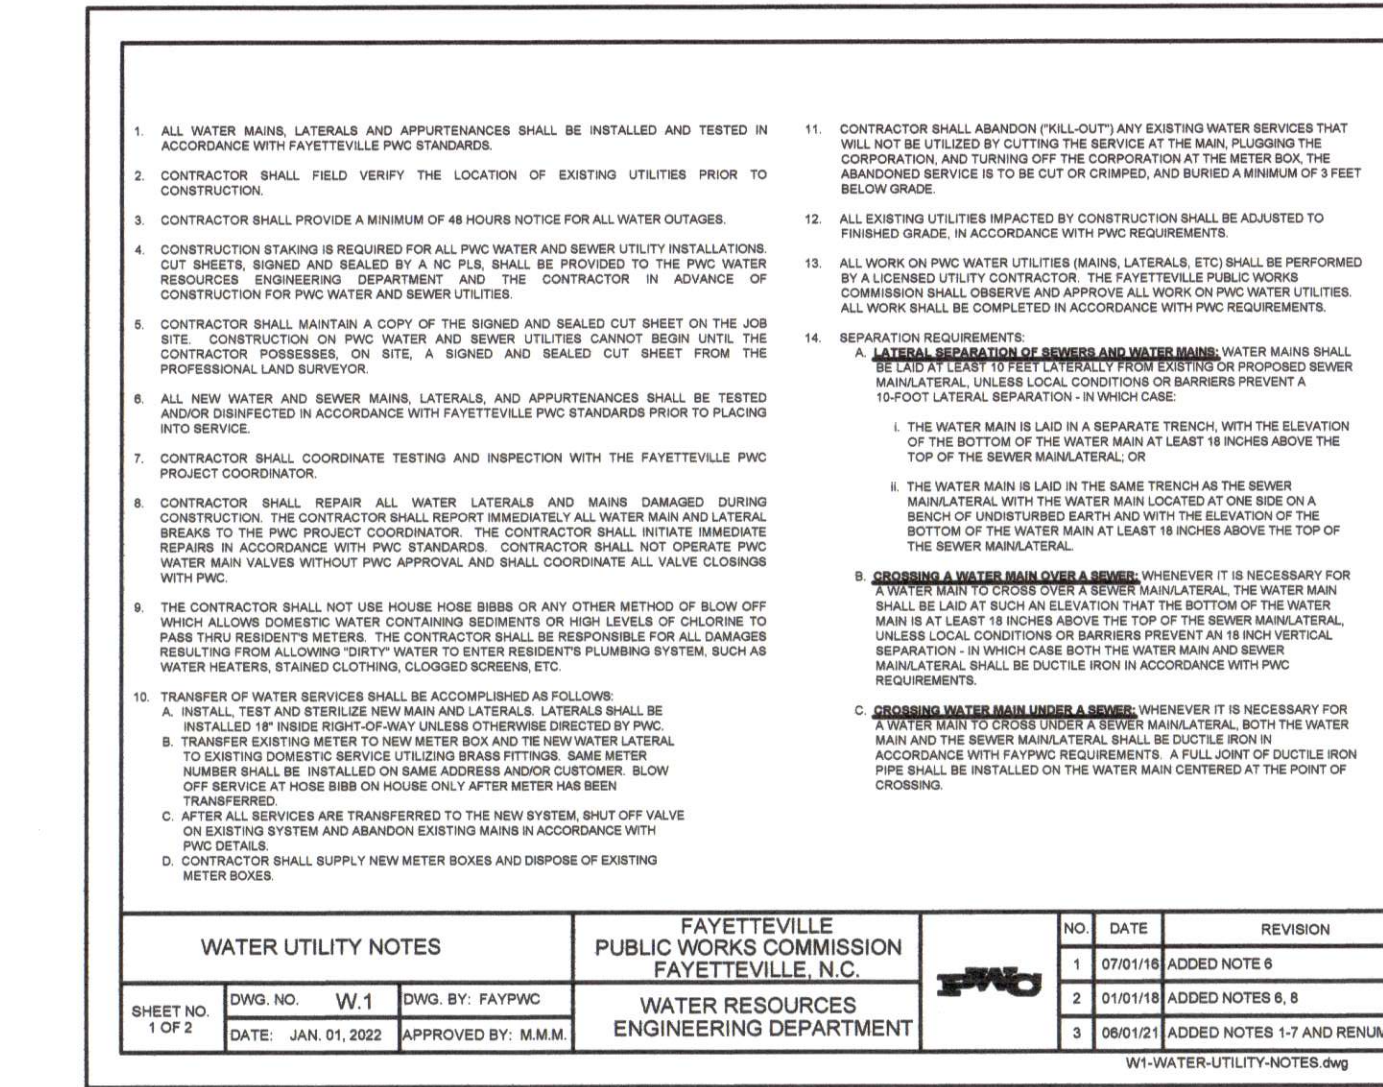 1. ALL WATER MAINS, LATERALS AND APPURTENANCES SHALL BE INSTALLED AND TESTED IN
ACCORDANCE WITH FAYETTEVILLE PWC STANDARDS.
2. CONTRACTOR SHALL FIELD VERIFY THE LOCATION OF EXISTING UTILITIES PRIOR TO
CONSTRUCTION.
3. CONTRACTOR SHALL PROVIDE A MINIMUM OF 48 HOURS NOTICE FOR ALL WATER OUTAGES.
4. CONSTRUCTION STAKING IS REQUIRED FOR ALL PWC WATER AND SEWER UTILITY INSTALLATIONS.
CUT SHEETS, SIGNED AND SEALED BY A NC PLS, SHALL BE PROVIDED TO THE PWC WATER
RESOURCES ENGINEERING DEPARTMENT AND THE CONTRACTOR IN ADVANCE OF
CONSTRUCTION FOR PWC WATER AND SEWER UTILITIES.
5. CONTRACTOR SHALL MAINTAIN A COPY OF THE SIGNED AND SEALED CUT SHEET ON THE JOB
SITE. CONSTRUCTION ON PWC WATER AND SEWER UTILITIES CANNOT BEGIN UNTIL THE
CONTRACTOR POSSESSES, ON SITE, A SIGNED AND SEALED CUT SHEET FROM THE
PROFESSIONAL LAND SURVEYOR.
6. ALL NEW WATER AND SEWER MAINS, LATERALS, AND APPURTENANCES SHALL BE TESTED
AND/OR DISINFECTED IN ACCORDANCE WITH FAYETTEVILLE PWC STANDARDS PRIOR TO PLACING
INTO SERVICE.
7. CONTRACTOR SHALL COORDINATE TESTING AND INSPECTION WITH THE FAYETTEVILLE PWC
PROJECT COORDINATOR.
8. CONTRACTOR SHALL REPAIR ALL WATER LATERALS AND MAINS DAMAGED DURING
CONSTRUCTION. THE CONTRACTOR SHALL REPORT IMMEDIATELY ALL WATER MAIN AND LATERAL
BREAKS TO THE PWC PROJECT COORDINATOR. THE CONTRACTOR SHALL INITIATE IMMEDIATE
REPAIRS IN ACCORDANCE WITH PWC STANDARDS. CONTRACTOR SHALL NOT OPERATE PWC
WATER MAIN VALVES WITHOUT PWC APPROVAL AND SHALL COORDINATE ALL VALVE CLOSINGS
WITH PWC.
9. THE CONTRACTOR SHALL NOT USE HOUSE HOSE BIBBS OR ANY OTHER METHOD OF BLOW OFF
WHICH ALLOWS DOMESTIC WATER CONTAINING SEDIMENTS OR HIGH LEVELS OF CHLORINE TO
PASS THRU RESIDENT'S METERS. THE CONTRACTOR SHALL BE RESPONSIBLE FOR ALL DAMAGES
RESULTING FROM ALLOWING "DIRTY" WATER TO ENTER RESIDENT'S PLUMBING SYSTEM, SUCH AS
WATER HEATERS, STAINED CLOTHING, CLOGGED SCREENS, ETC.
10. TRANSFER OF WATER SERVICES SHALL BE ACCOMPLISHED AS FOLLOWS:
A. INSTALL, TEST AND STERILIZE NEW MAIN AND LATERALS. LATERALS SHALL BE
INSTALLED 18" INSIDE RIGHT-OF-WAY UNLESS OTHERWISE DIRECTED BY PWC.
B. TRANSFER EXISTING METER TO NEW METER BOX AND TIE NEW WATER LATERAL
TO EXISTING DOMESTIC SERVICE UTILIZING BRASS FITTINGS. SAME METER
NUMBER SHALL BE INSTALLED ON SAME ADDRESS AND/OR CUSTOMER. BLOW
OFF SERVICE AT HOSE BIBB ON HOUSE ONLY AFTER METER HAS BEEN
TRANSFERRED.
C. AFTER ALL SERVICES ARE TRANSFERRED TO THE NEW SYSTEM, SHUT OFF VALVE
ON EXISTING SYSTEM AND ABANDON EXISTING MAINS IN ACCORDANCE WITH
PWC DETAILS.
D. CONTRACTOR SHALL SUPPLY NEW METER BOXES AND DISPOSE OF EXISTING
METER BOXES.
11. CONTRACTOR SHALL ABANDON ("KILL-OUT") ANY EXISTING WATER SERVICES THAT
WILL NOT BE UTILIZED BY CUTTING THE SERVICE AT THE MAIN, PLUGGING THE
CORPORATION, AND TURNING OFF THE CORPORATION AT THE METER BOX, THE
ABANDONED SERVICE IS TO BE CUT OR CRIMPED, AND BURIED A MINIMUM OF 3 FEET
BELOW GRADE.
12. ALL EXISTING UTILITIES IMPACTED BY CONSTRUCTION SHALL BE ADJUSTED TO
FINISHED GRADE, IN ACCORDANCE WITH PWC REQUIREMENTS.
13. ALL WORK ON PWC WATER UTILITIES (MAINS, LATERALS, ETC) SHALL BE PERFORMED
BY A LICENSED UTILITY CONTRACTOR. THE FAYETTEVILLE PUBLIC WORKS
COMMISSION SHALL OBSERVE AND APPROVE ALL WORK ON PWC WATER UTILITIES.
ALL WORK SHALL BE COMPLETED IN ACCORDANCE WITH PWC REQUIREMENTS.
14. SEPARATION REQUIREMENTS:
A. LATERAL SEPARATION OF SEWERS AND WATER MAINS: WATER MAINS SHALL
BE LAID AT LEAST 10 FEET LATERALLY FROM EXISTING OR PROPOSED SEWER
MAIN/LATERAL, UNLESS LOCAL CONDITIONS OR BARRIERS PREVENT A
10-FOOT LATERAL SEPARATION - IN WHICH CASE:
i. THE WATER MAIN IS LAID IN A SEPARATE TRENCH, WITH THE ELEVATION
OF THE BOTTOM OF THE WATER MAIN AT LEAST 18 INCHES ABOVE THE
TOP OF THE SEWER MAIN/LATERAL; OR
ii. THE WATER MAIN IS LAID IN THE SAME TRENCH AS THE SEWER
MAIN/LATERAL WITH THE WATER MAIN LOCATED AT ONE SIDE ON A
BENCH OF UNDISTURBED EARTH AND WITH THE ELEVATION OF THE
BOTTOM OF THE WATER MAIN AT LEAST 18 INCHES ABOVE THE TOP OF
THE SEWER MAIN/LATERAL.
B. CROSSING A WATER MAIN OVER A SEWER: WHENEVER IT IS NECESSARY FOR
A WATER MAIN TO CROSS OVER A SEWER MAIN/LATERAL, THE WATER MAIN
SHALL BE LAID AT SUCH AN ELEVATION THAT THE BOTTOM OF THE WATER
MAIN IS AT LEAST 18 INCHES ABOVE THE TOP OF THE SEWER MAIN/LATERAL,
UNLESS LOCAL CONDITIONS OR BARRIERS PREVENT AN 18 INCH VERTICAL
SEPARATION - IN WHICH CASE BOTH THE WATER MAIN AND SEWER
MAIN/LATERAL SHALL BE DUCTILE IRON IN ACCORDANCE WITH PWC
REQUIREMENTS.
C. CROSSING WATER MAIN UNDER A SEWER: WHENEVER IT IS NECESSARY FOR
A WATER MAIN TO CROSS UNDER A SEWER MAIN/LATERAL, BOTH THE WATER
MAIN AND THE SEWER MAIN/LATERAL SHALL BE DUCTILE IRON IN
ACCORDANCE WITH FAYPWC REQUIREMENTS. A FULL JOINT OF DUCTILE IRON
PIPE SHALL BE INSTALLED ON THE WATER MAIN CENTERED AT THE POINT OF
CROSSING.
WATER UTILITY NOTES
SHEET NO.
1 OF 2
DWG. NO. W.1
DWG. BY: FAYPWC
DATE: JAN. 01, 2022
APPROVED BY: M.M.M.
FAYETTEVILLE
PUBLIC WORKS COMMISSION
FAYETTEVILLE, N.C.
WATER RESOURCES
ENGINEERING DEPARTMENT
PWC
NO. DATE REVISION
1 07/01/16 ADDED NOTE 6
2 01/01/18 ADDED NOTES 6, 8
3 06/01/21 ADDED NOTES 1-7 AND RENUM
W1-WATER-UTILITY-NOTES.dwg